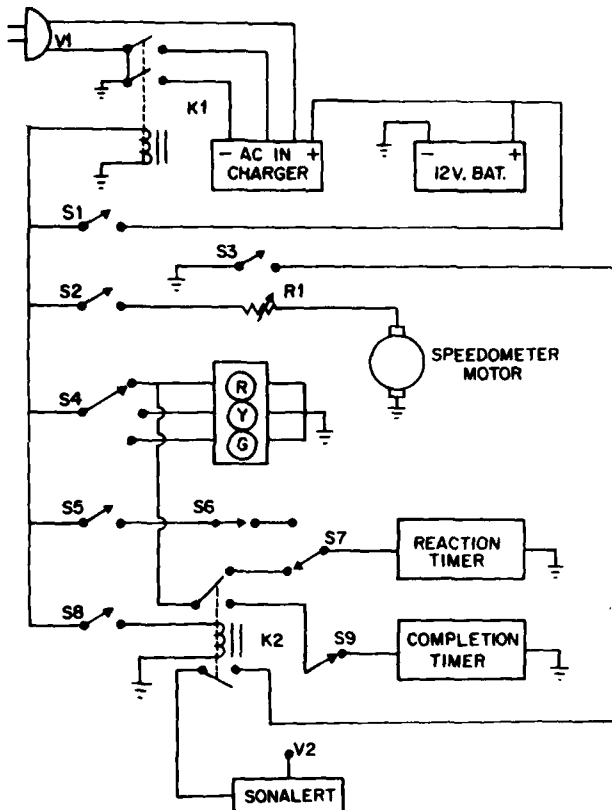 V1
K1
- AC IN +
CHARGER
- +
12V. BAT.
S1
S3
S2
R1
SPEEDOMETER
MOTOR
S4
R
Y
G
S5
S6
S7
REACTION
TIMER
S8
K2
S9
COMPLETION
TIMER
V2
SONALERT